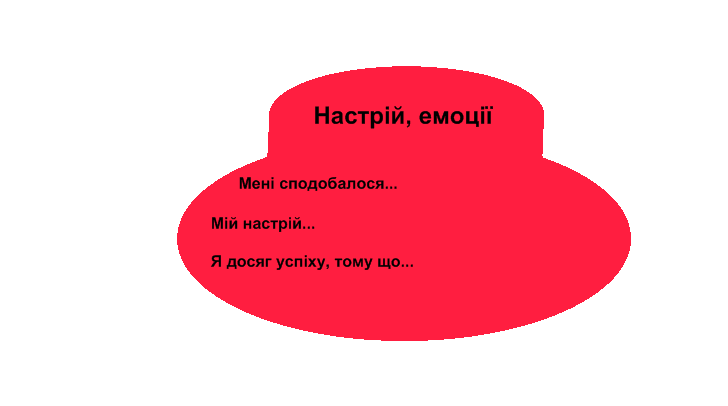 Настрій, емоції
Мені сподобалося...
Мій настрій...
Я досяг успіху, тому що...